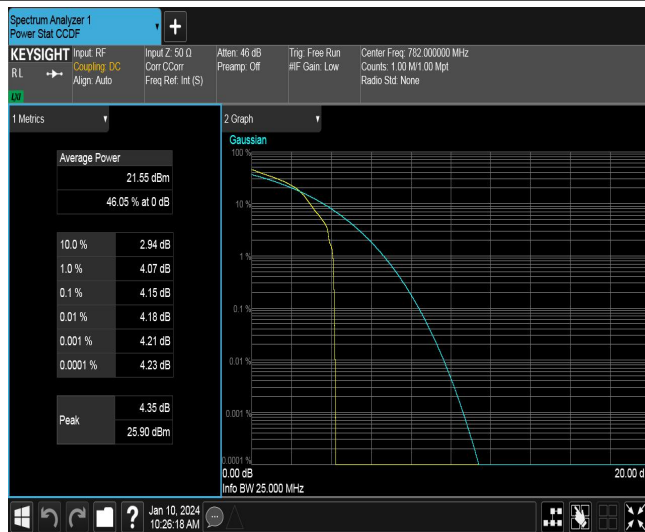 Spectrum Analyzer 1
Power Stat CCDF
+
KEYSIGHT
RL
LXI
Input: RF
Coupling: DC
Align: Auto
Input Z: 50 Ω
Corr CCorr
Freq Ref: Int (S)
Atten: 46 dB
Preamp: Off
Trig: Free Run
#IF Gain: Low
Center Freq: 782.000000 MHz
Counts: 1.00 M/1.00 Mpt
Radio Std: None
1 Metrics
Average Power
21.55 dBm
46.05 % at 0 dB
10.0 % 2.94 dB
1.0 % 4.07 dB
0.1 % 4.15 dB
0.01 % 4.18 dB
0.001 % 4.21 dB
0.0001 % 4.23 dB
Peak
4.35 dB
25.90 dBm
2 Graph
Gaussian
100 %
10 %
1 %
0.1 %
0.01 %
0.001 %
0.0001 %
0.00 dB
20.00 d
Info BW 25.000 MHz
?
Jan 10, 2024
10:26:18 AM